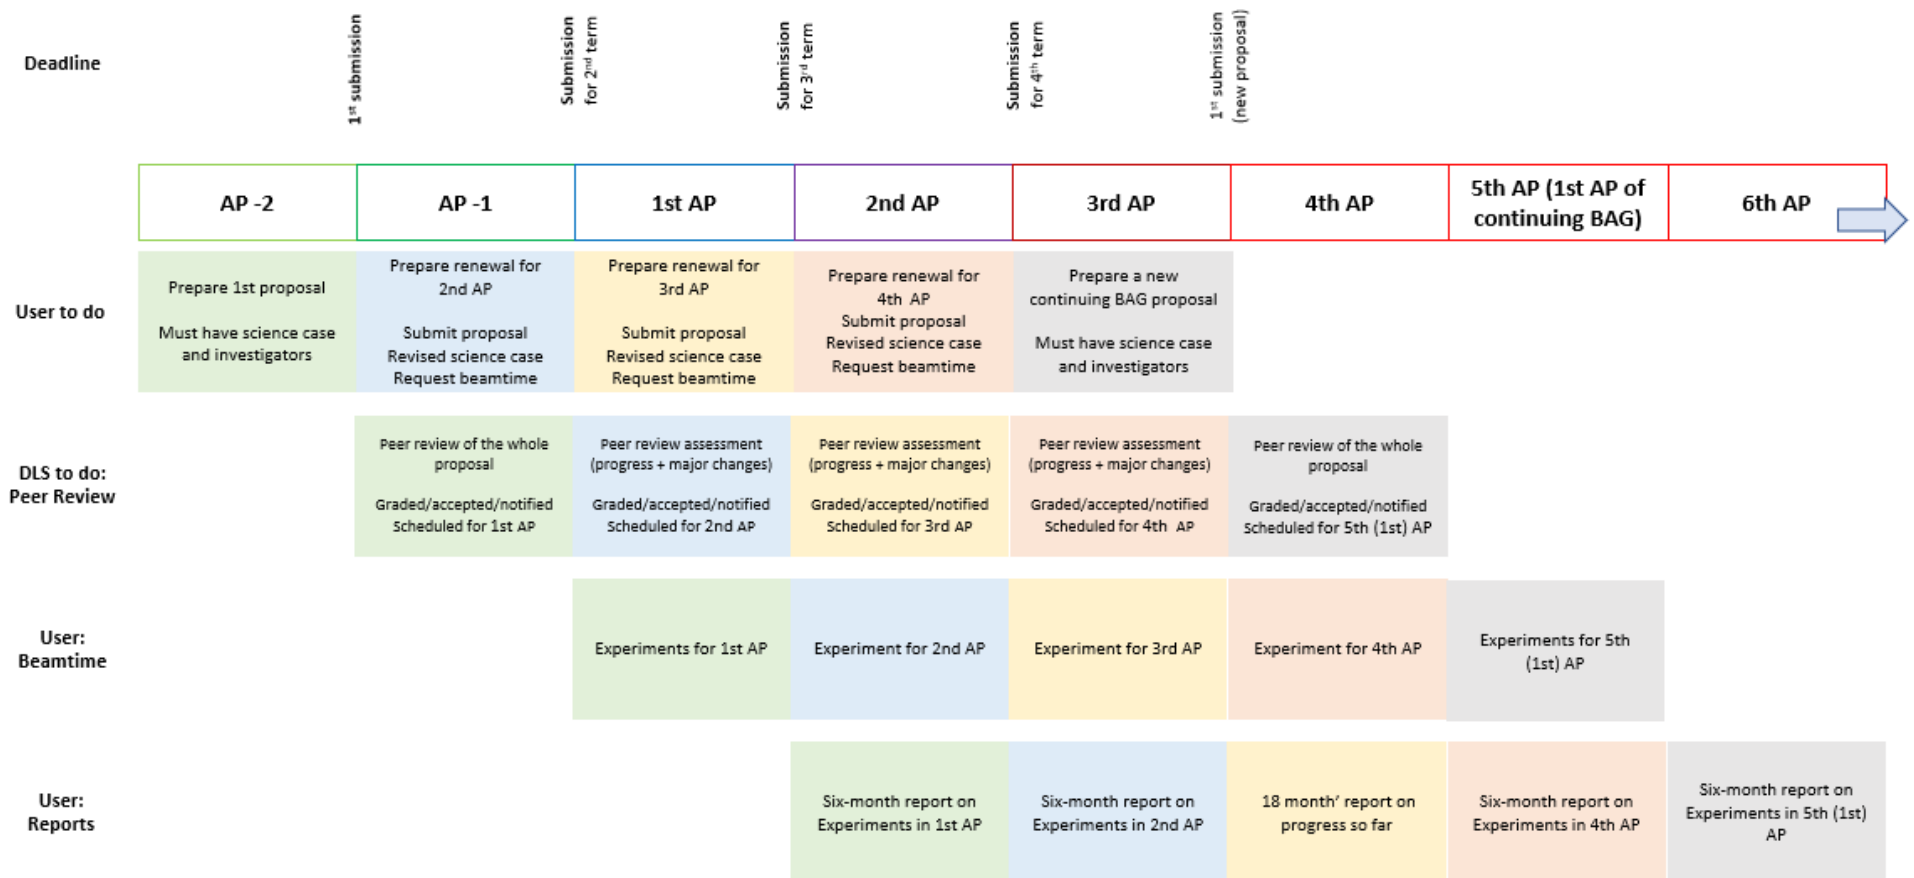 Deadline
1st submission
Submission
for 2nd term
Submission
for 3rd term
Submission
for 4th term
1st submission
(new proposal)
AP -2
AP -1
1st AP
2nd AP
3rd AP
4th AP
5th AP (1st AP of
continuing BAG)
6th AP
User to do
Prepare 1st proposal
Must have science case
and investigators
Prepare renewal for
2nd AP
Submit proposal
Revised science case
Request beamtime
Prepare renewal for
3rd AP
Submit proposal
Revised science case
Request beamtime
Prepare renewal for
4th AP
Submit proposal
Revised science case
Request beamtime
Prepare a new
continuing BAG proposal
Must have science case
and investigators
DLS to do:
Peer Review
Peer review of the whole
proposal
Graded/accepted/notified
Scheduled for 1st AP
Peer review assessment
(progress + major changes)
Graded/accepted/notified
Scheduled for 2nd AP
Peer review assessment
(progress + major changes)
Graded/accepted/notified
Scheduled for 3rd AP
Peer review assessment
(progress + major changes)
Graded/accepted/notified
Scheduled for 4th AP
Peer review of the whole
proposal
Graded/accepted/notified
Scheduled for 5th (1st) AP
User:
Beamtime
Experiments for 1st AP
Experiment for 2nd AP
Experiment for 3rd AP
Experiment for 4th AP
Experiments for 5th
(1st) AP
User:
Reports
Six-month report on
Experiments in 1st AP
Six-month report on
Experiments in 2nd AP
18 month’ report on
progress so far
Six-month report on
Experiments in 4th AP
Six-month report on
Experiments in 5th (1st)
AP